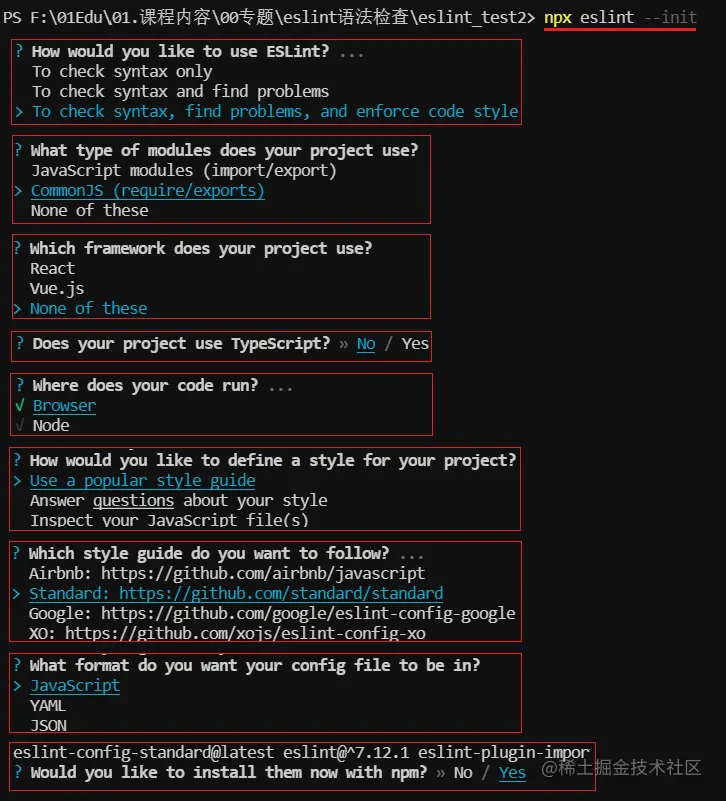 PS F:\01Edu\01.课程内容\00专题\eslint语法检查\eslint_test2> npx eslint --init
? How would you like to use ESLint? ...
To check syntax only
To check syntax and find problems
> To check syntax, find problems, and enforce code style
? What type of modules does your project use?
JavaScript modules (import/export)
> CommonJS (require/exports)
None of these
? Which framework does your project use?
React
Vue.js
> None of these
? Does your project use TypeScript? » No / Yes
? Where does your code run? ...
√ Browser
√ Node
? How would you like to define a style for your project?
> Use a popular style guide
Answer questions about your style
Inspect your JavaScript file(s)
? Which style guide do you want to follow? ...
Airbnb: https://github.com/airbnb/javascript
> Standard: https://github.com/standard/standard
Google: https://github.com/google/eslint-config-google
XO: https://github.com/xojs/eslint-config-xo
? What format do you want your config file to be in?
> JavaScript
YAML
JSON
eslint-config-standard@latest eslint@^7.12.1 eslint-plugin-impor
? Would you like to install them now with npm? » No / Yes
@稀土掘金技术社区